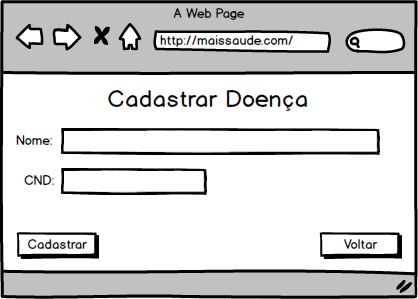 A Web Page
http://maissaude.com/
Cadastrar Doença
Nome:
CND:
Cadastrar
Voltar